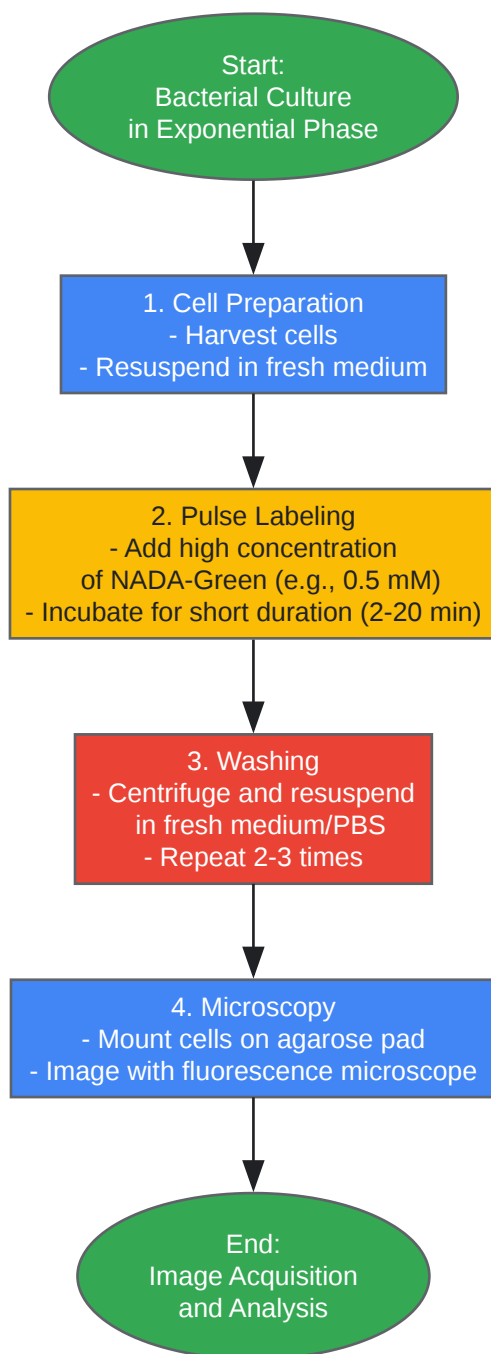 Start:
Bacterial Culture
in Exponential Phase
1. Cell Preparation
- Harvest cells
- Resuspend in fresh medium
2. Pulse Labeling
- Add high concentration
of NADA-Green (e.g., 0.5 mM)
- Incubate for short duration (2-20 min)
3. Washing
- Centrifuge and resuspend
in fresh medium/PBS
- Repeat 2-3 times
4. Microscopy
- Mount cells on agarose pad
- Image with fluorescence microscope
End:
Image Acquisition
and Analysis